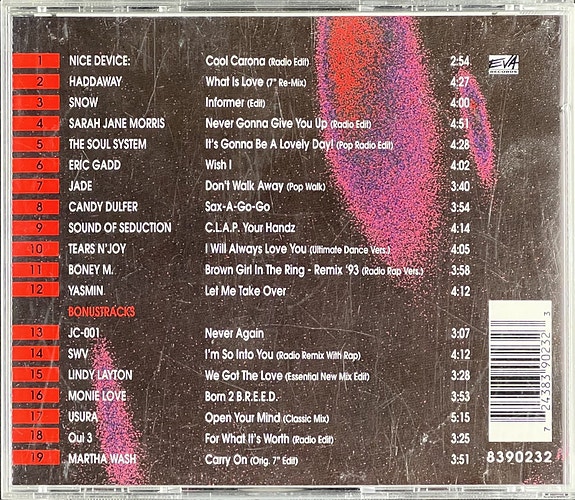 1 NICE DEVICE: Cool Carona (Radio Edit) 2:54
EVA
RECORDS
2 HADDAWAY What Is Love (7" Re-Mix) 4:27
3 SNOW Informer (Edit) 4:00
4 SARAH JANE MORRIS Never Gonna Give You Up (Radio Edit) 4:51
5 THE SOUL SYSTEM It's Gonna Be A Lovely Day! (Pop Radio Edit) 4:28
6 ERIC GADD Wish I 4:02
7 JADE Don't Walk Away (Pop Walk) 3:40
8 CANDY DULFER Sax-A-Go-Go 3:54
9 SOUND OF SEDUCTION C.L.A.P. Your Handz 4:14
10 TEARS N'JOY I Will Always Love You (Ultimate Dance Vers.) 4:05
11 BONEY M. Brown Girl In The Ring - Remix '93 (Radio Rap Vers.) 3:58
12 YASMIN Let Me Take Over 4:12
BONUSTRACKS
13 JC-001 Never Again 3:07
14 SWV I'm So Into You (Radio Remix With Rap) 4:12
15 LINDY LAYTON We Got The Love (Essential New Mix Edit) 3:28
16 MONIE LOVE Born 2 B.R.E.E.D. 3:53
17 USURA Open Your Mind (Classic Mix) 5:15
18 Oui 3 For What It's Worth (Radio Edit) 3:25
19 MARTHA WASH Carry On (Orig. 7" Edit) 3:51
7 24383 90232 3
8390232